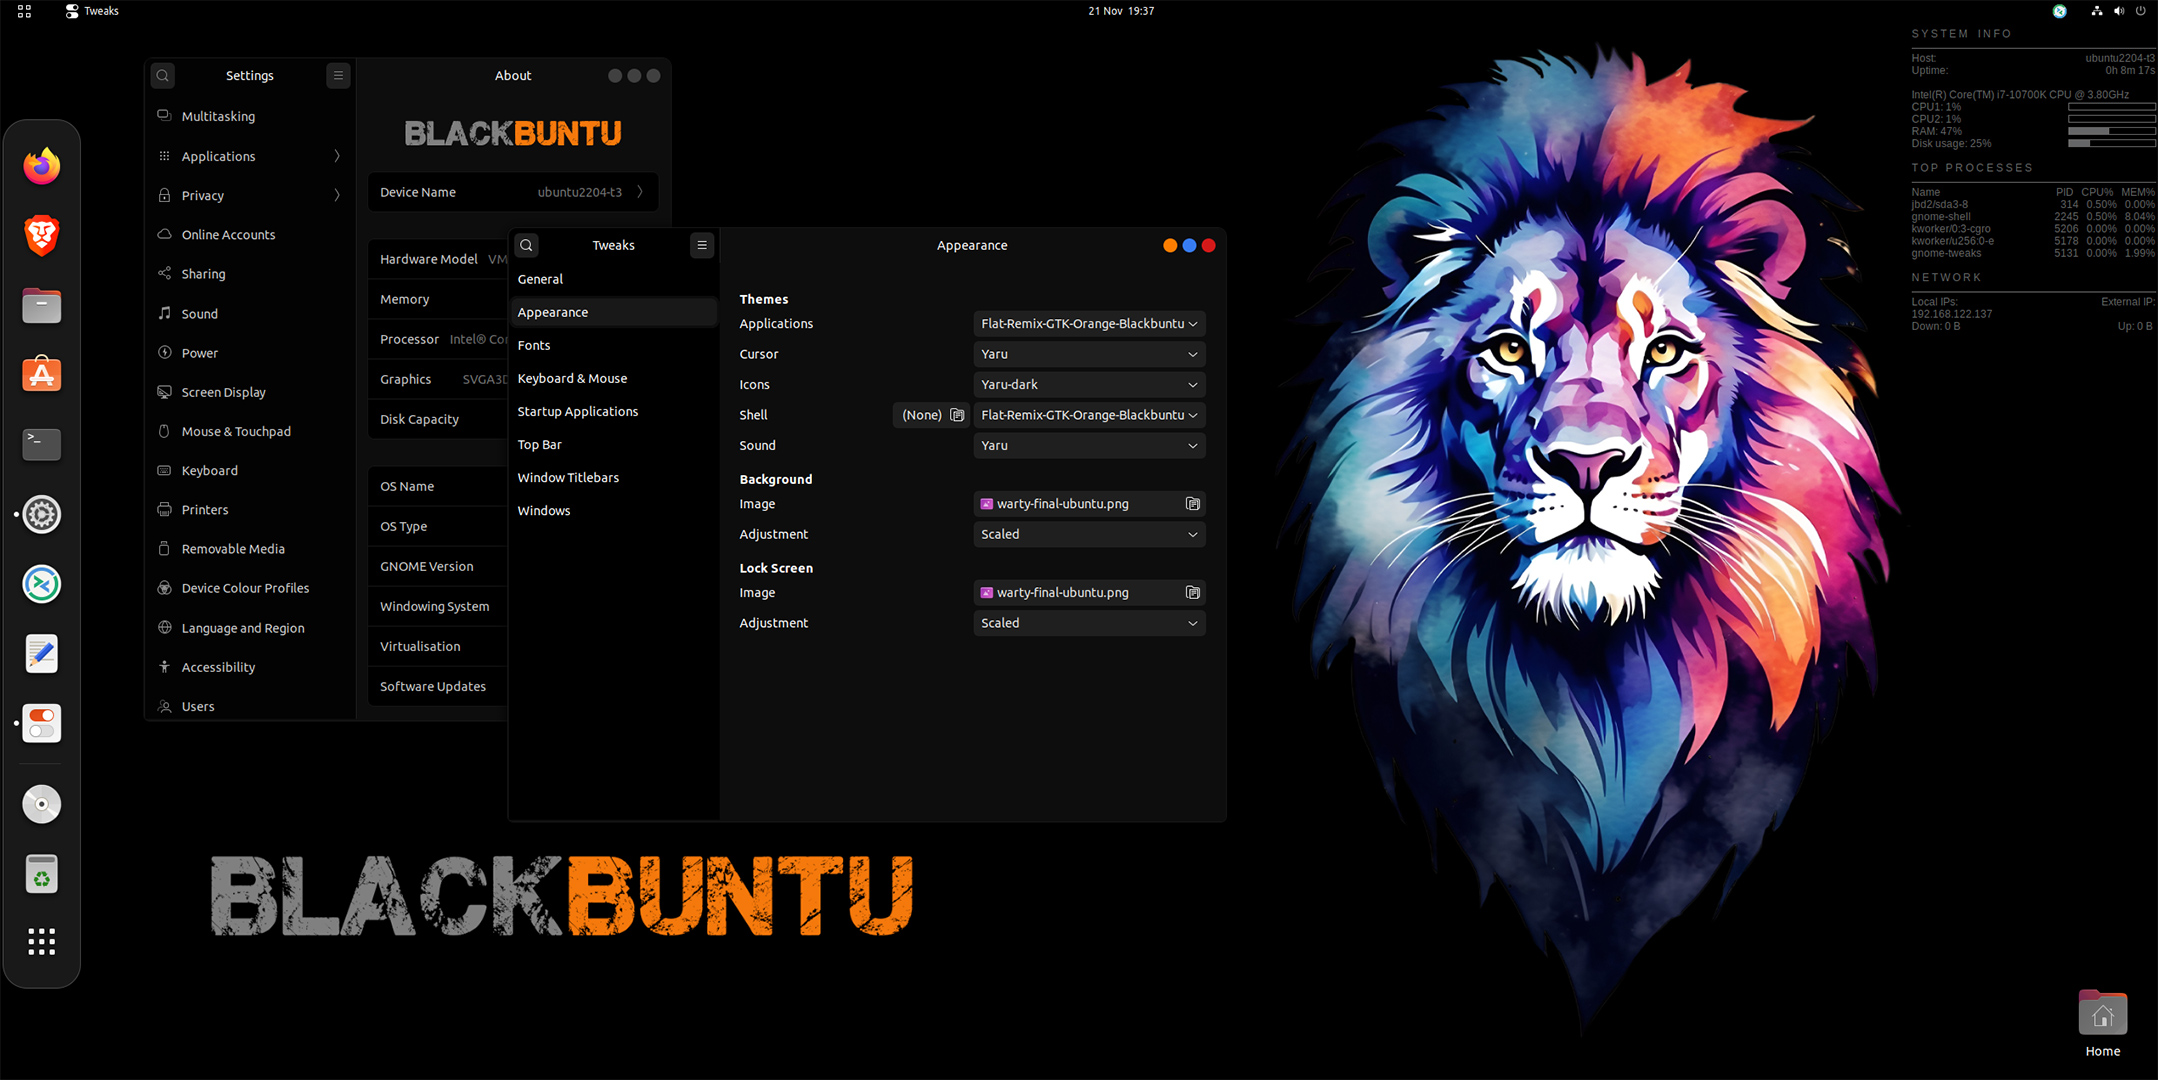 Tweaks
21 Nov 19:37
Settings
Multitasking
Applications
Privacy
Online Accounts
Sharing
Sound
Power
Screen Display
Mouse & Touchpad
Keyboard
Printers
Removable Media
Device Colour Profiles
Language and Region
Accessibility
Users
About
BLACKBUNTU
Device Name ubuntu2204-t3
Hardware Model VM
Memory
Processor Intel® Cor
Graphics SVGA3D
Disk Capacity
OS Name
OS Type
GNOME Version
Windowing System
Virtualisation
Software Updates
Tweaks
General
Appearance
Fonts
Keyboard & Mouse
Startup Applications
Top Bar
Window Titlebars
Windows
Appearance
Themes
Applications Flat-Remix-GTK-Orange-Blackbuntu
Cursor Yaru
Icons Yaru-dark
Shell (None) Flat-Remix-GTK-Orange-Blackbuntu
Sound Yaru
Background
Image warty-final-ubuntu.png
Adjustment Scaled
Lock Screen
Image warty-final-ubuntu.png
Adjustment Scaled
BLACKBUNTU
SYSTEM INFO
Host: ubuntu2204-t3
Uptime: 0h 8m 17s
Intel(R) Core(TM) i7-10700K CPU @ 3.80GHz
CPU1: 1%
CPU2: 1%
RAM: 47%
Disk usage: 25%
TOP PROCESSES
Name PID CPU% MEM%
jbd2/sda3-8 314 0.50% 0.00%
gnome-shell 2245 0.50% 8.04%
kworker/0:3-cgro 5206 0.00% 0.00%
kworker/u256:0-e 5178 0.00% 0.00%
gnome-tweaks 5131 0.00% 1.99%
NETWORK
Local IPs: External IP:
192.168.122.137
Down: 0 B Up: 0 B
Home